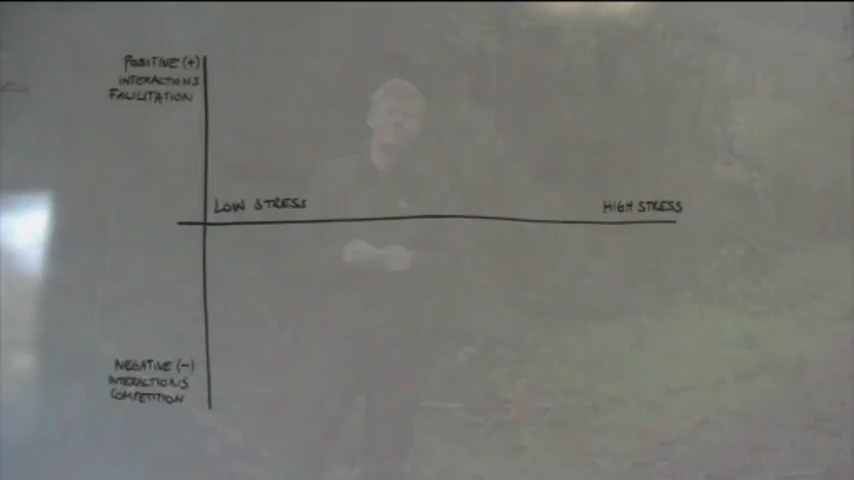 POSITIVE (+)
INTERACTIONS
FACILITATION
LOW STRESS
HIGH STRESS
NEGATIVE (-)
INTERACTIONS
COMPETITION